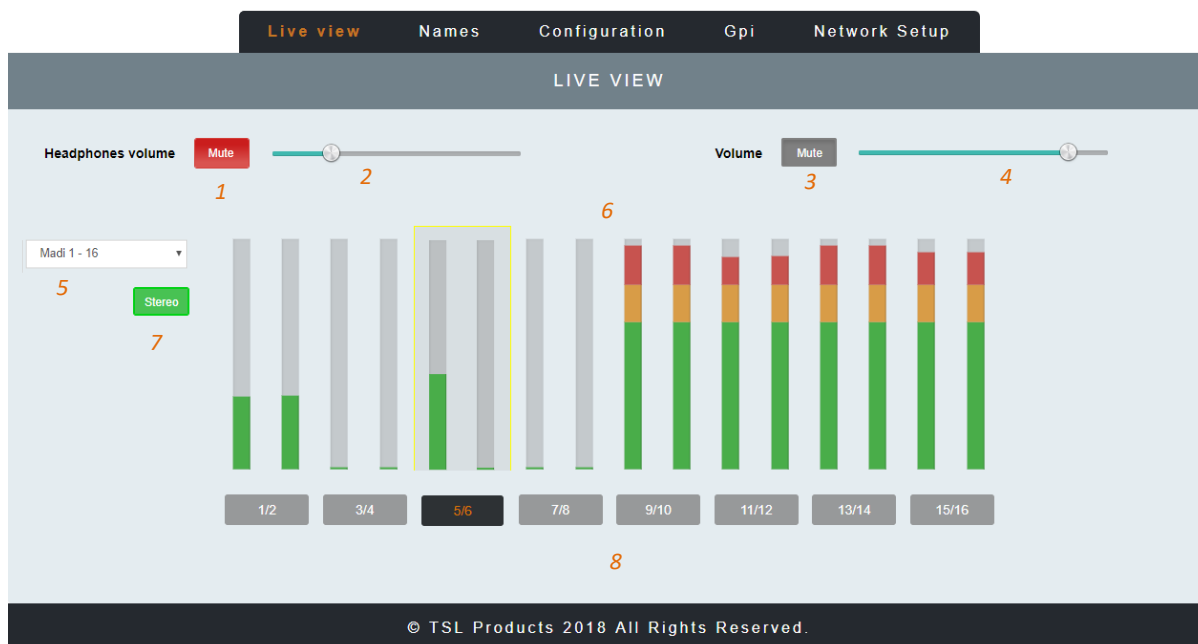 Live view Names Configuration Gpi Network Setup
LIVE VIEW
Headphones volume Mute Volume Mute
1 2 3 4
6
Madi 1 - 16
5
Stereo
7
1/2 3/4 5/6 7/8 9/10 11/12 13/14 15/16
8
© TSL Products 2018 All Rights Reserved.